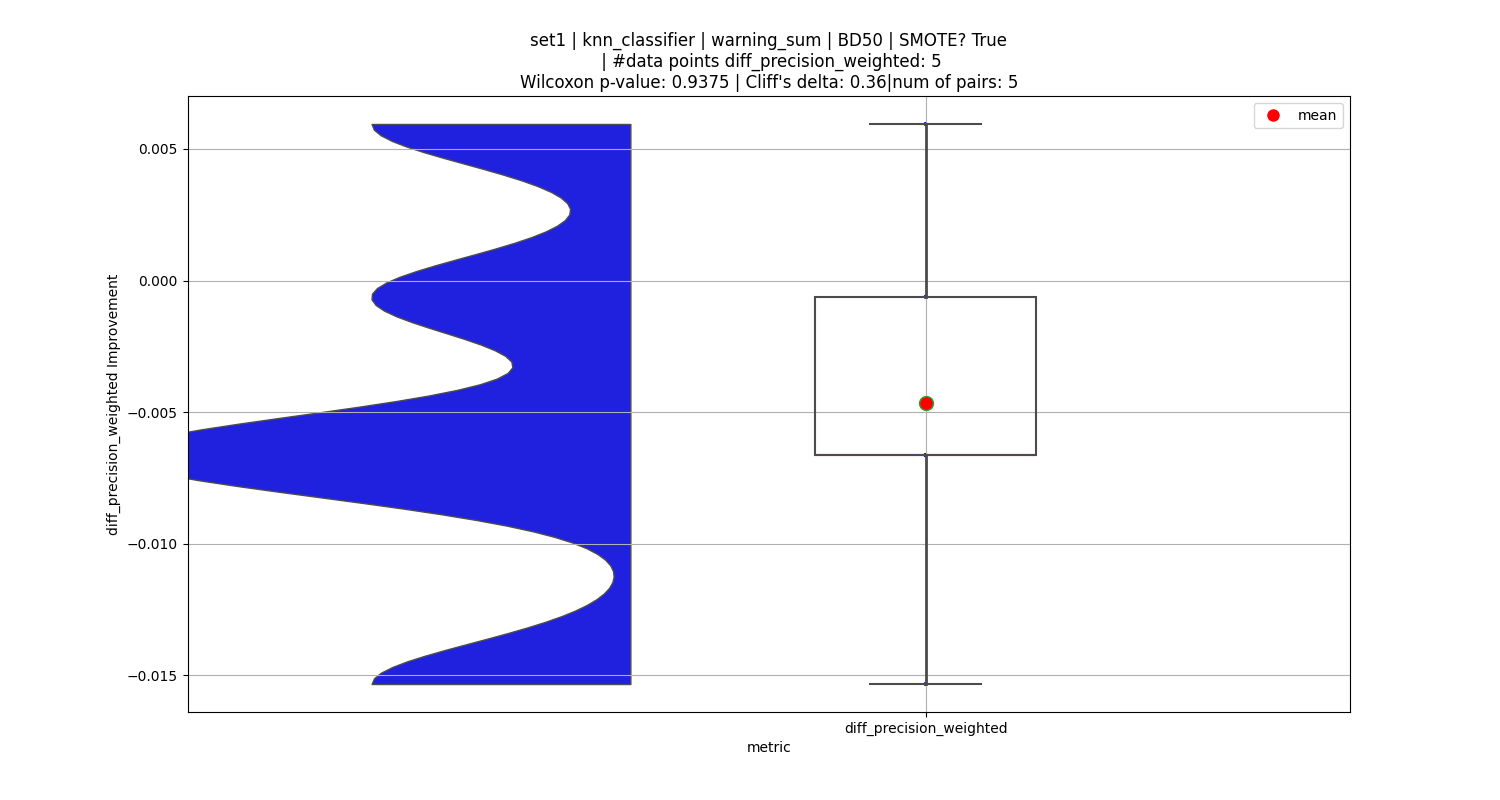 set1 | knn_classifier | warning_sum | BD50 | SMOTE? True
| #data points diff_precision_weighted: 5
Wilcoxon p-value: 0.9375 | Cliff's delta: 0.36|num of pairs: 5
mean
0.005
0.000
−0.005
−0.010
−0.015
diff_precision_weighted Improvement
diff_precision_weighted
metric